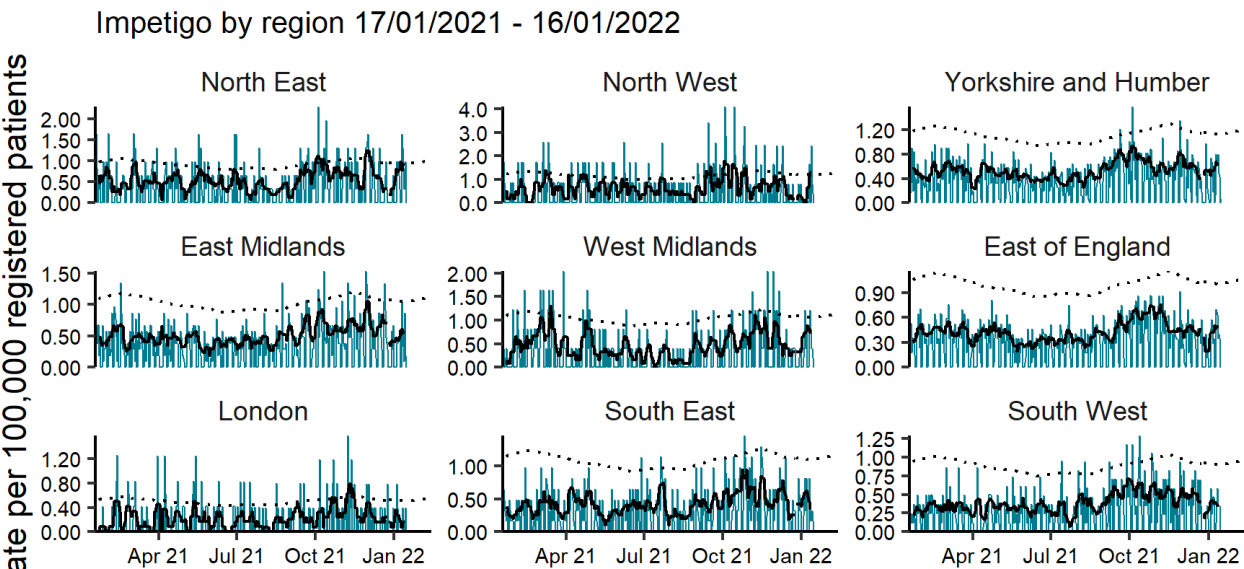 Impetigo by region 17/01/2021 - 16/01/2022
ate per 100,000 registered patients
North East
2.00
1.50
1.00
0.50
0.00
North West
4.0
3.0
2.0
1.0
0.0
Yorkshire and Humber
1.20
0.80
0.40
0.00
East Midlands
1.50
1.00
0.50
0.00
West Midlands
2.00
1.50
1.00
0.50
0.00
East of England
0.90
0.60
0.30
0.00
London
1.20
0.80
0.40
0.00
Apr 21 Jul 21 Oct 21 Jan 22
South East
1.00
0.50
0.00
Apr 21 Jul 21 Oct 21 Jan 22
South West
1.25
1.00
0.75
0.50
0.25
0.00
Apr 21 Jul 21 Oct 21 Jan 22